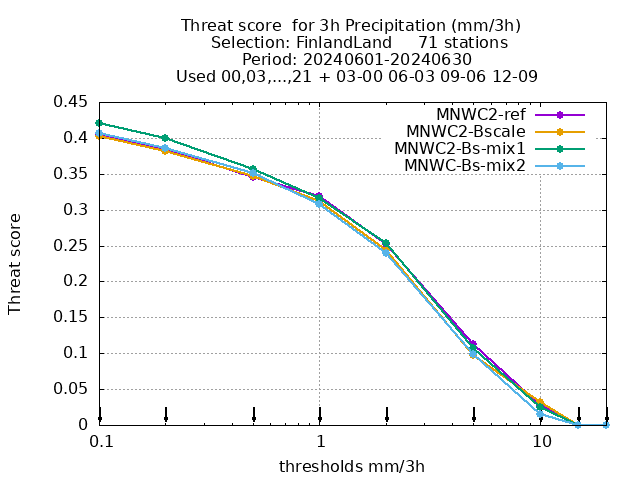 Threat score  for 3h Precipitation (mm/3h)
Selection: FinlandLand     71 stations
Period: 20240601-20240630
Used 00,03,...,21 + 03-00 06-03 09-06 12-09
MNWC2-ref
MNWC2-Bscale
MNWC2-Bs-mix1
MNWC-Bs-mix2
0.45
0.4
0.35
0.3
0.25
0.2
0.15
0.1
0.05
0
Threat score
0.1 1 10
thresholds mm/3h